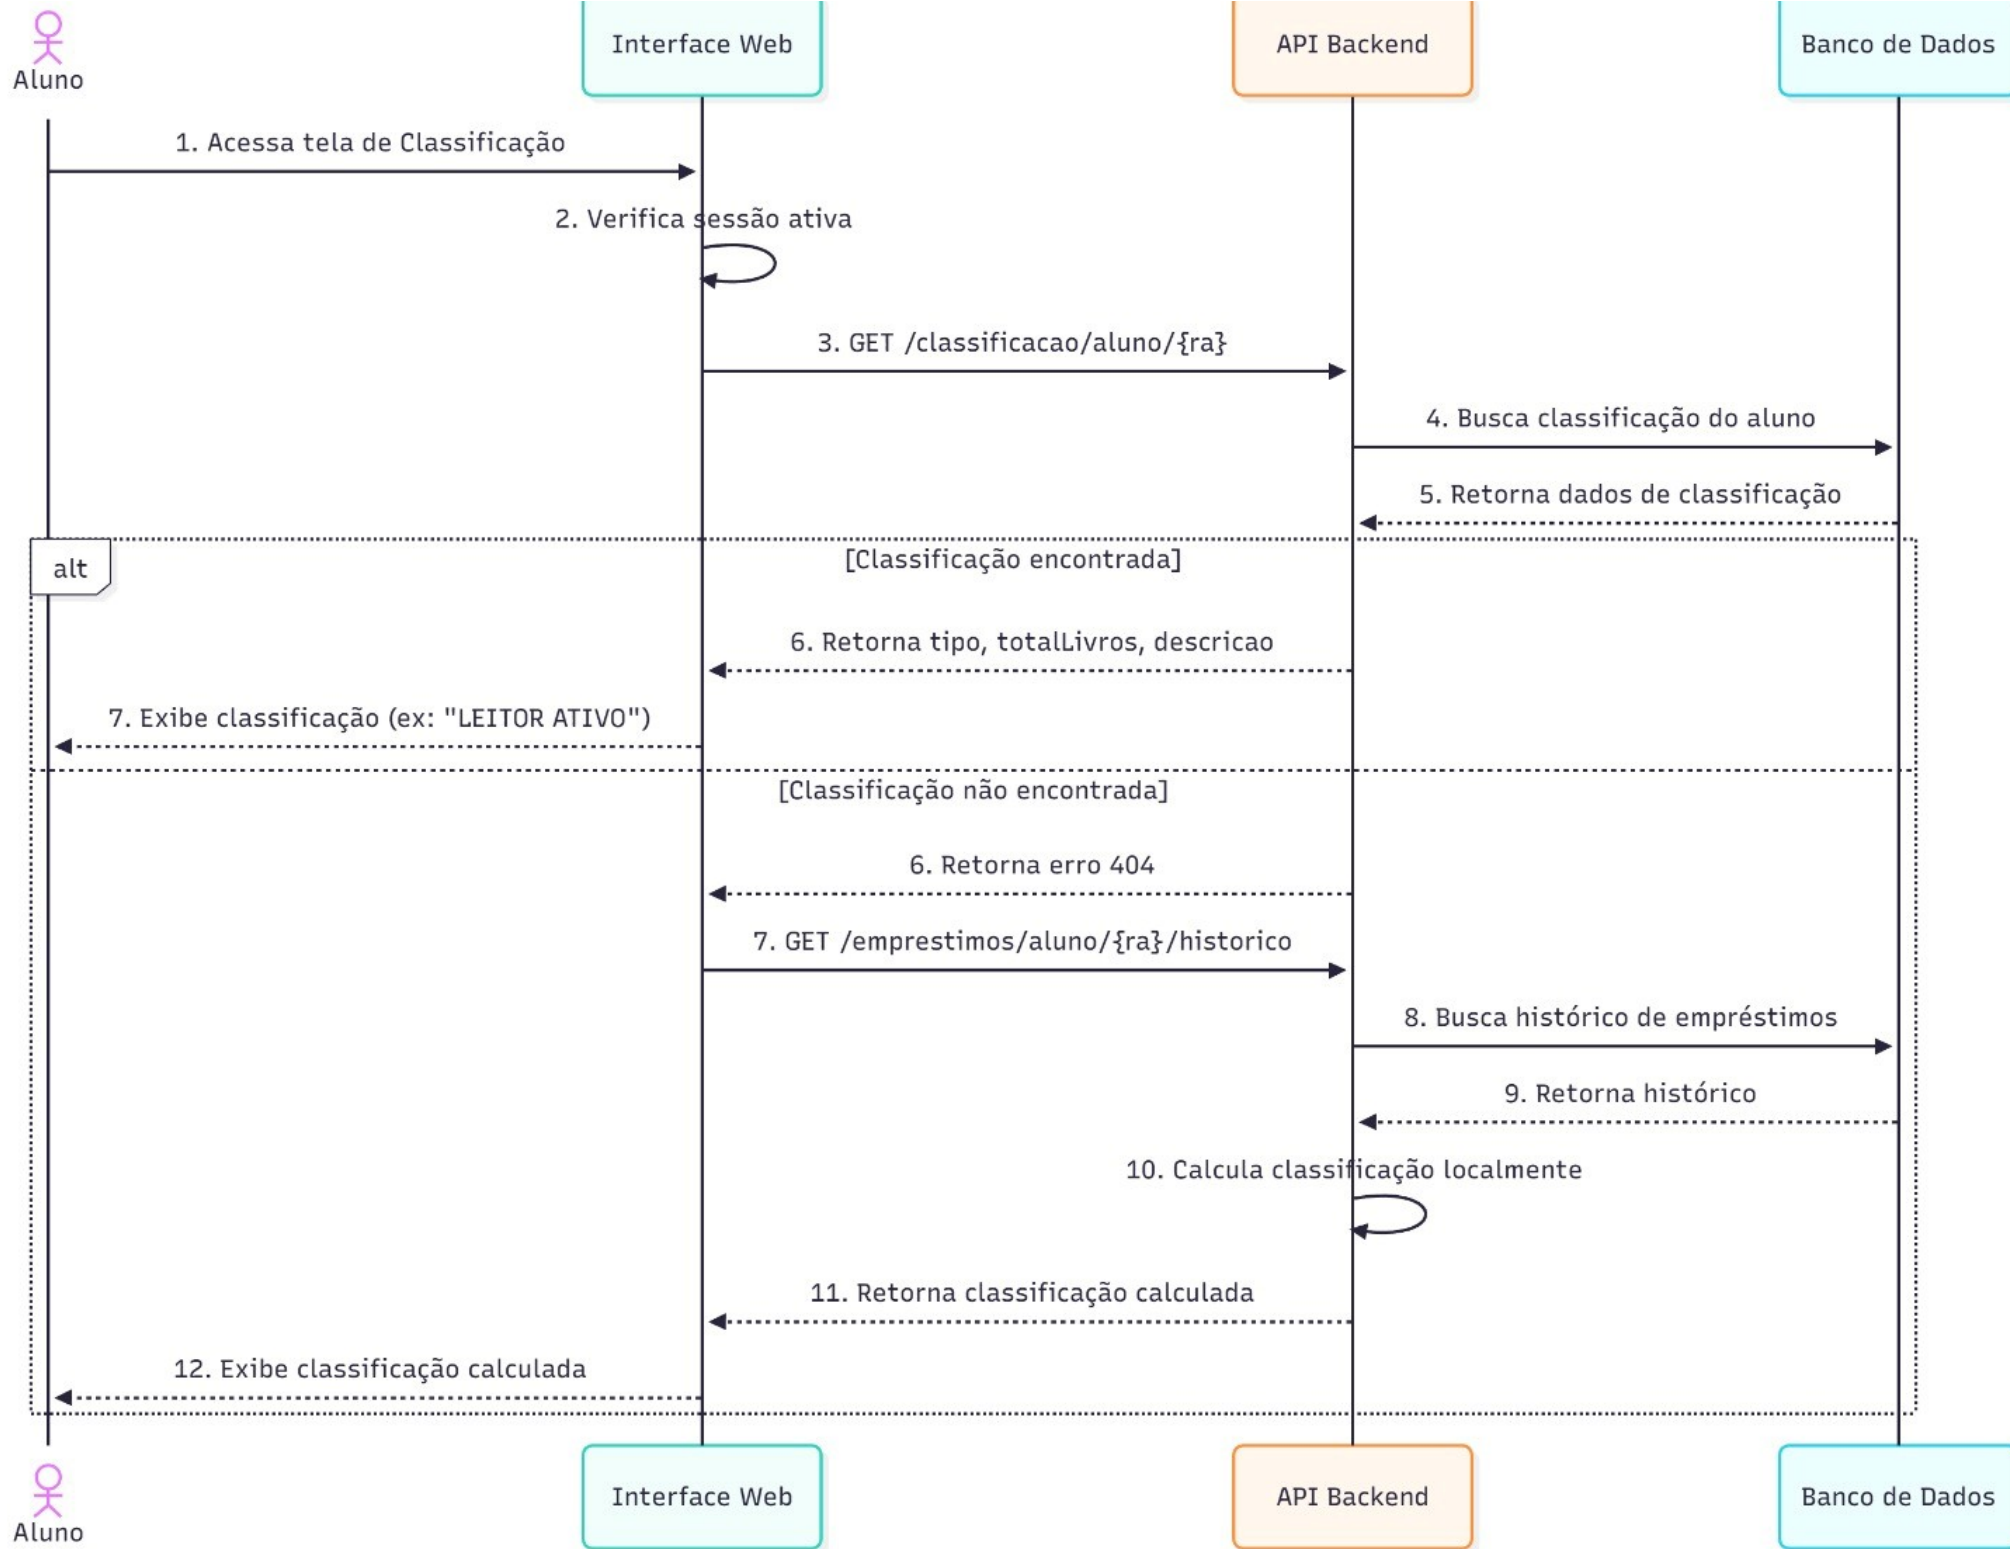 Aluno
Interface Web
API Backend
Banco de Dados
1. Acessa tela de Classificação
2. Verifica sessão ativa
3. GET /classificacao/aluno/{ra}
4. Busca classificação do aluno
5. Retorna dados de classificação
alt
[Classificação encontrada]
6. Retorna tipo, totalLivros, descricao
7. Exibe classificação (ex: "LEITOR ATIVO")
[Classificação não encontrada]
6. Retorna erro 404
7. GET /emprestimos/aluno/{ra}/historico
8. Busca histórico de empréstimos
9. Retorna histórico
10. Calcula classificação localmente
11. Retorna classificação calculada
12. Exibe classificação calculada
Aluno
Interface Web
API Backend
Banco de Dados